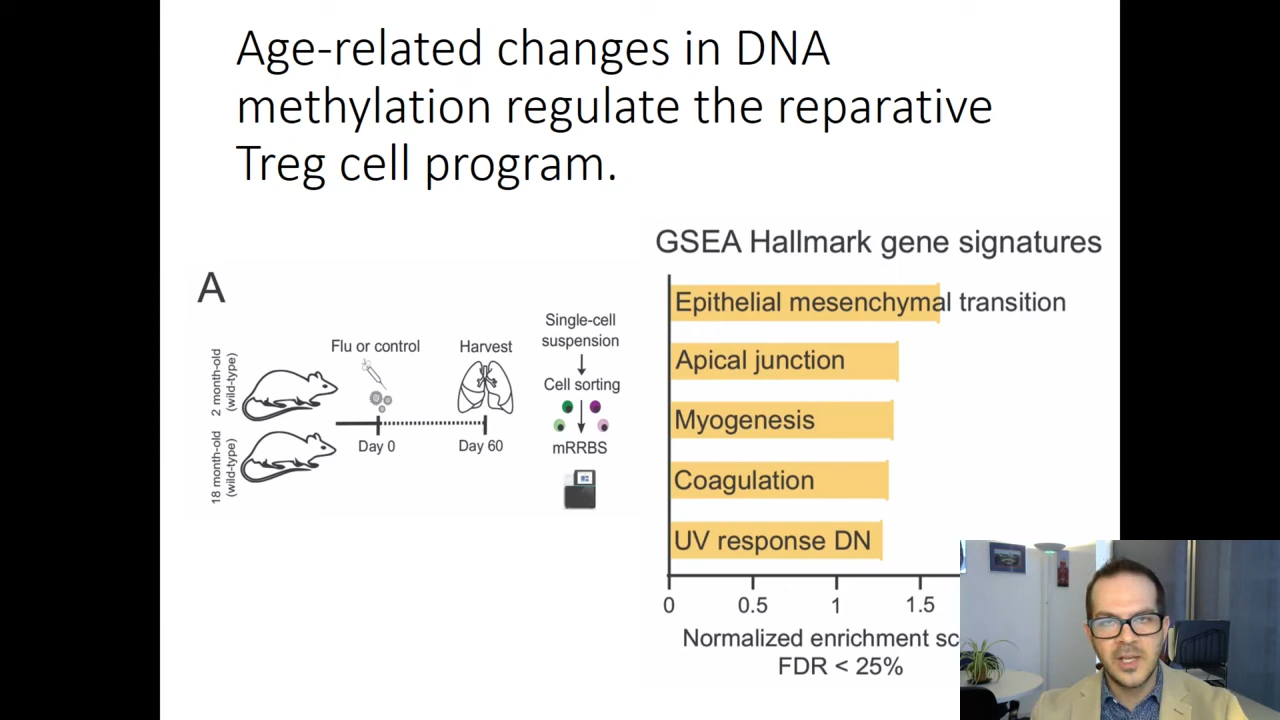 Age-related changes in DNA
methylation regulate the reparative
Treg cell program.
A
2 month-old
(wild-type)
18 month-old
(wild-type)
Flu or control
Day 0
Harvest
Day 60
Single-cell
suspension
Cell sorting
mRRBS
GSEA Hallmark gene signatures
Epithelial mesenchymal transition
Apical junction
Myogenesis
Coagulation
UV response DN
0 0.5 1 1.5
Normalized enrichment sc
FDR < 25%